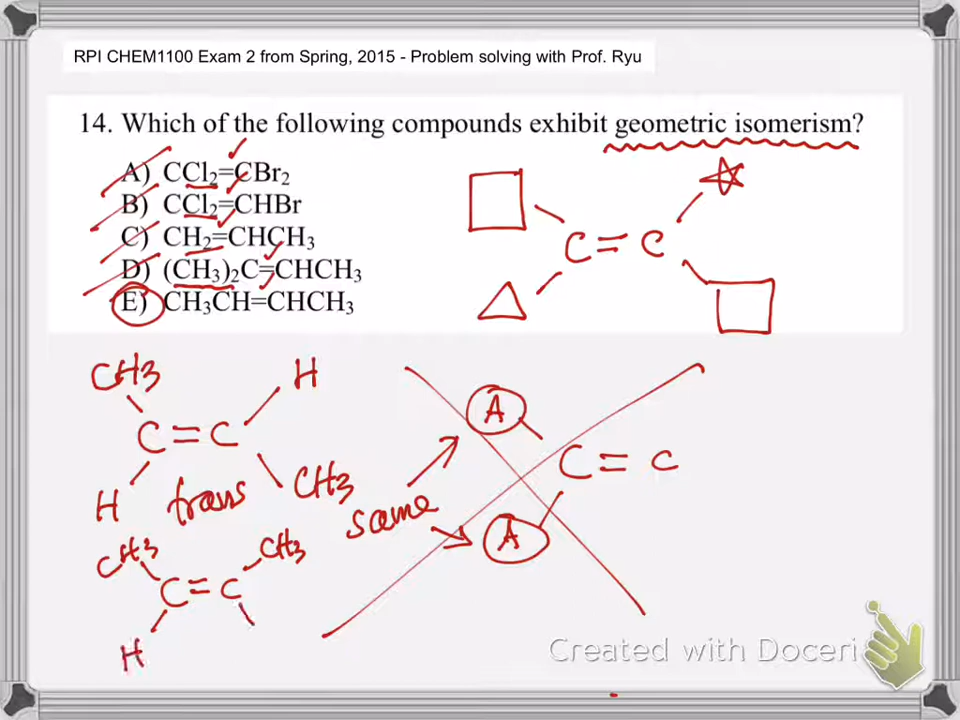 RPI CHEM1100 Exam 2 from Spring, 2015 - Problem solving with Prof. Ryu
14. Which of the following compounds exhibit geometric isomerism?
A) CCl₂=CBr₂
B) CCl₂=CHBr
C) CH₂=CHCH₃
D) (CH₃)₂C=CHCH₃
E) CH₃CH=CHCH₃
C = C
CH3 H
C = C
H CH3
trans
A
C = C
A
same
CH3 CH3
C = C
H
Created with Doceri